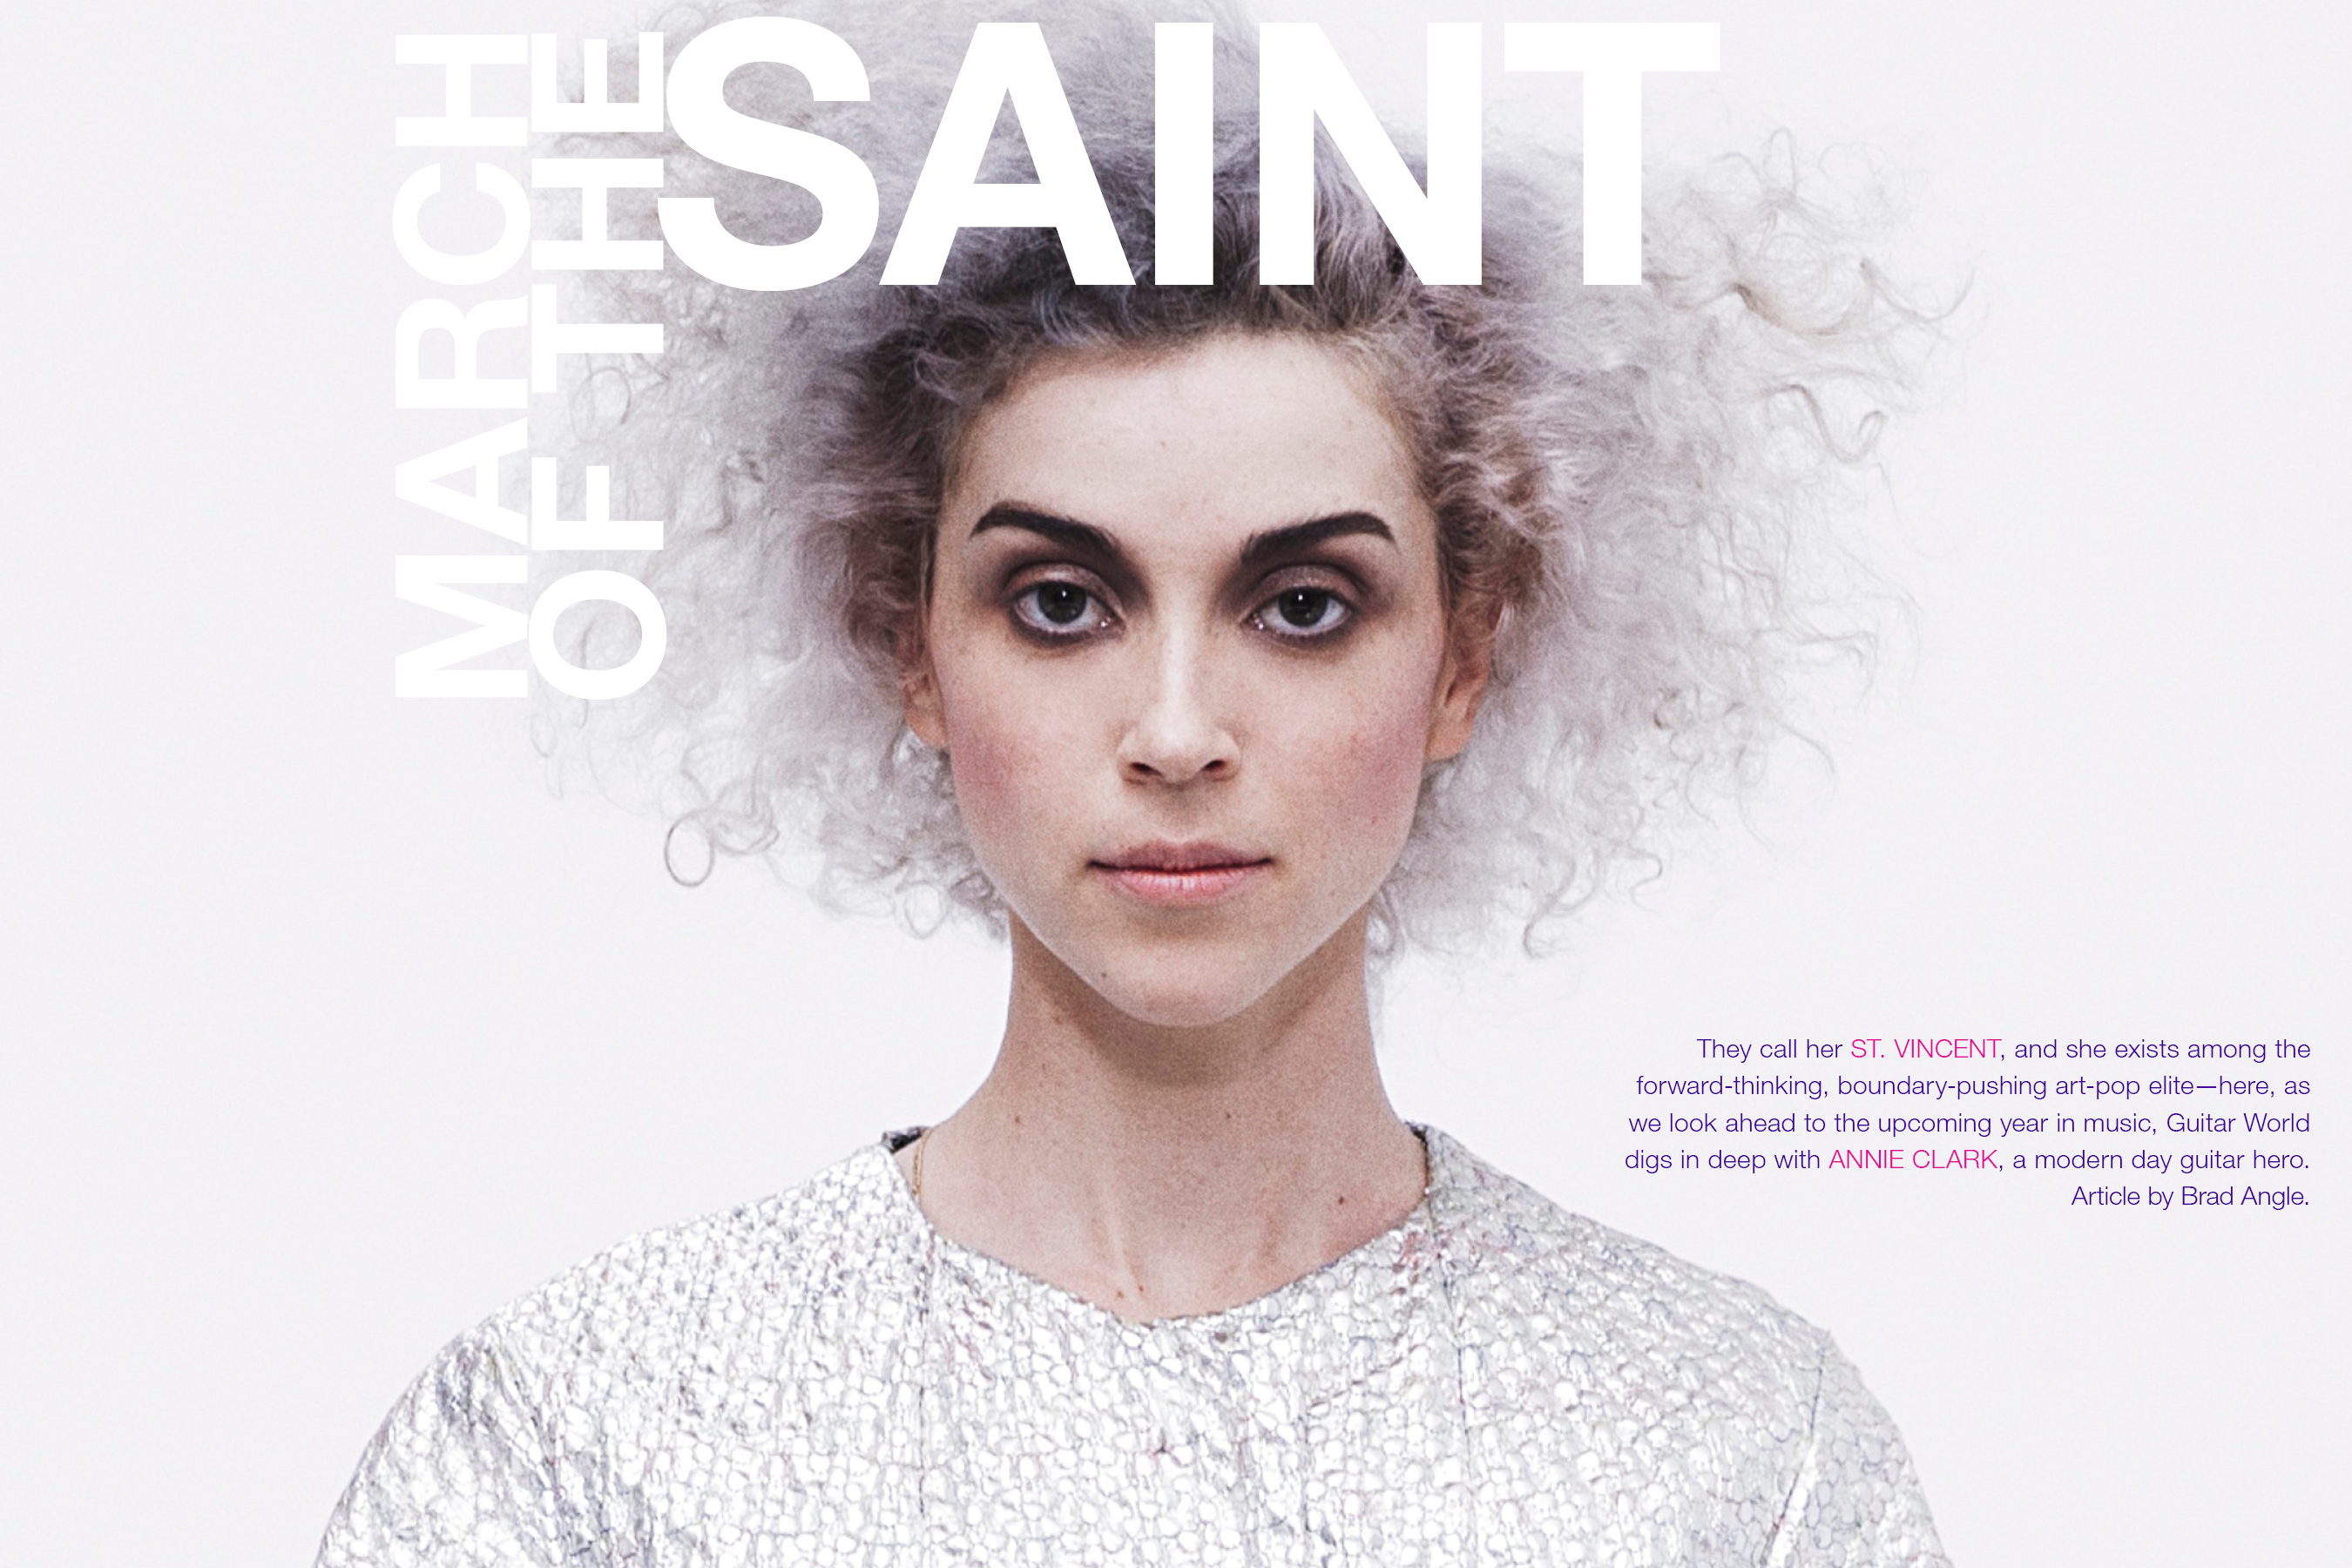 MARCH
OF THE
SAINT
They call her ST. VINCENT, and she exists among the
forward-thinking, boundary-pushing art-pop elite—here, as
we look ahead to the upcoming year in music, Guitar World
digs in deep with ANNIE CLARK, a modern day guitar hero.
Article by Brad Angle.